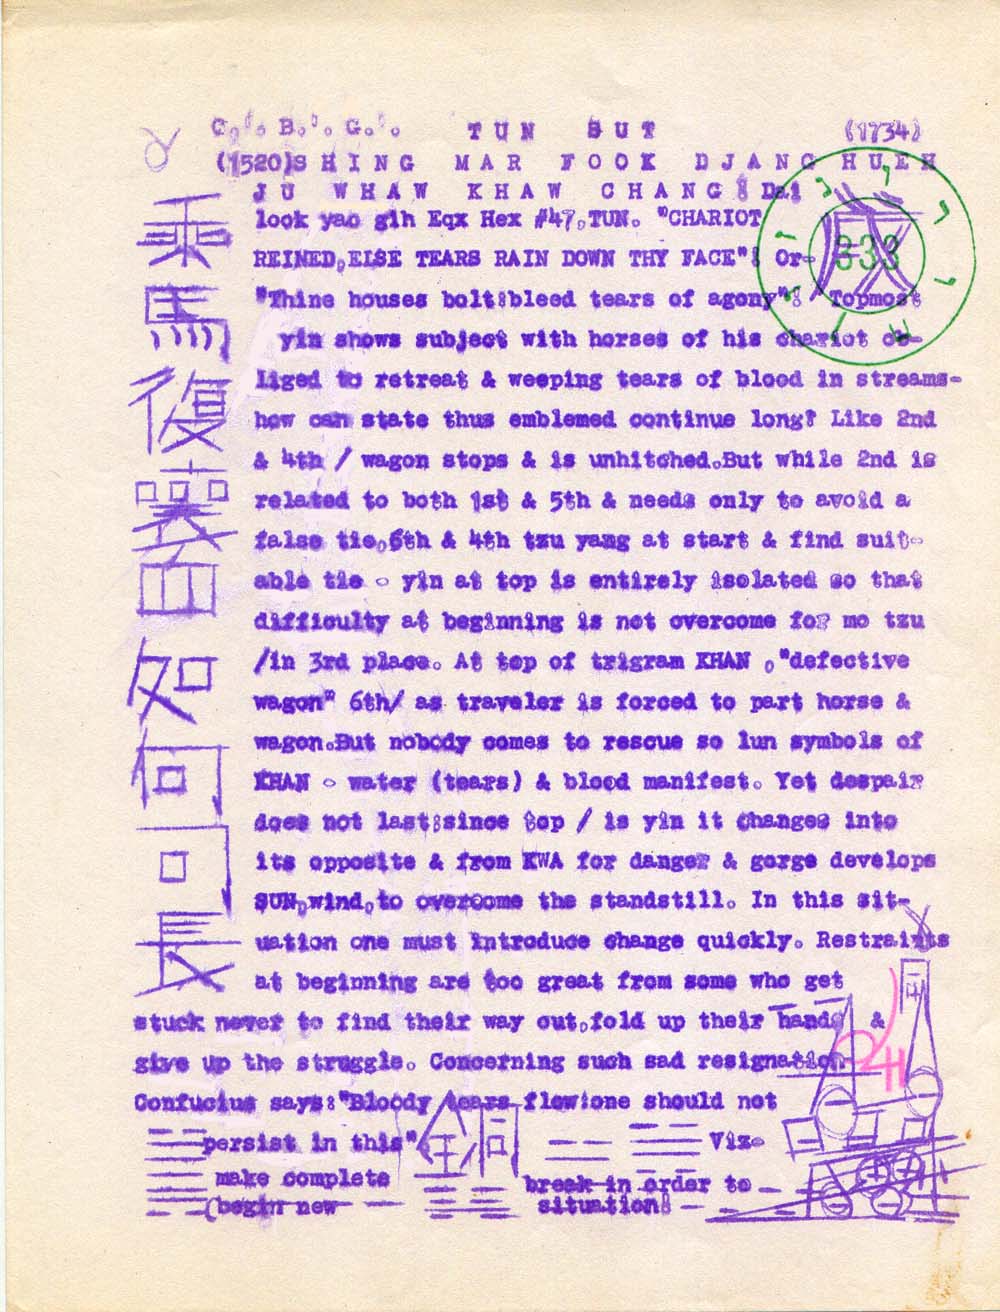 C.'. B.'. G.'. TUN SUT (1734)
(1520)SHING MAR FOOK DJANG HUEH
JU WHAW KHAW CHANG: Dai
look yao gih Eqx Hex #47,TUN. "CHARIOT
REINED,ELSE TEARS RAIN DOWN THY FACE": Or-
"Thine houses bolt:bleed tears of agony": Topmost
yin shows subject with horses of his chariot ob-
liged to retreat & weeping tears of blood in streams-
how can state thus emblemed continue long? Like 2nd
& 4th / wagon stops & is unhitched.But while 2nd is
related to both 1st & 5th & needs only to avoid a
false tie,6th & 4th tzu yang at start & find suit-
able tie - yin at top is entirely isolated so that
difficulty at beginning is not overcome for mo tzu
/in 3rd place. At top of trigram KHAN ,"defective
wagon" 6th/ as traveler is forced to part horse &
wagon.But nobody comes to rescue so lun symbols of
KHAN - water (tears) & blood manifest. Yet despair
does not last:since top / is yin it changes into
its opposite & from KWA for danger & gorge develops
SUN,wind,to overcome the standstill. In this sit-
uation one must introduce change quickly. Restraints
at beginning are too great from some who get
stuck never to find their way out,fold up their hands &
give up the struggle. Concerning such sad resignation
Confucius says:"Bloody tears flow:one should not
persist in this" Viz-
make complete break in order to
(begin new situation:
乘
馬
復
如
何
可
長
333
24